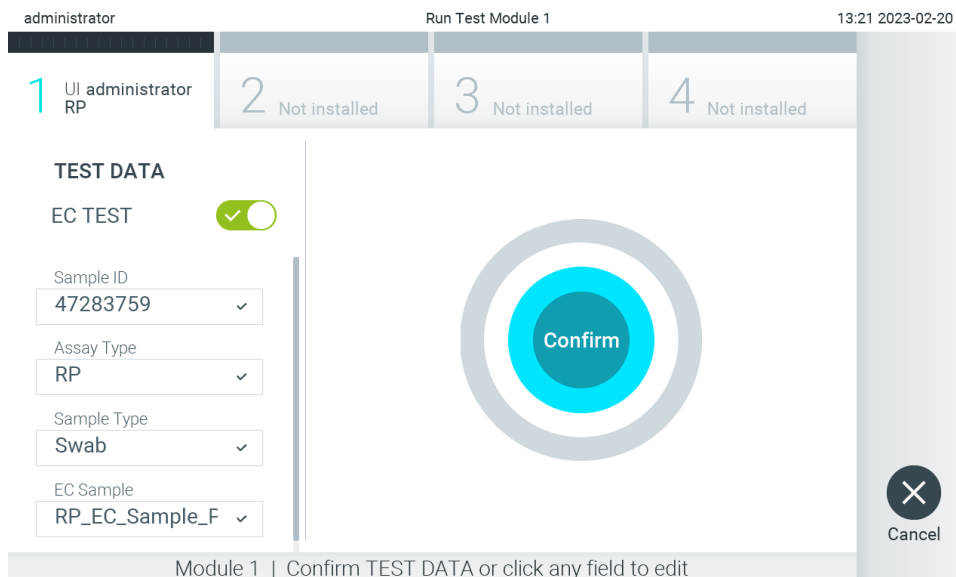 administrator Run Test Module 1 13:21 2023-02-20
1 UI administrator
RP
2 Not installed
3 Not installed
4 Not installed
TEST DATA
EC TEST
Sample ID
47283759
Assay Type
RP
Sample Type
Swab
EC Sample
RP_EC_Sample_
Confirm
Cancel
Module 1 | Confirm TEST DATA or click any field to edit